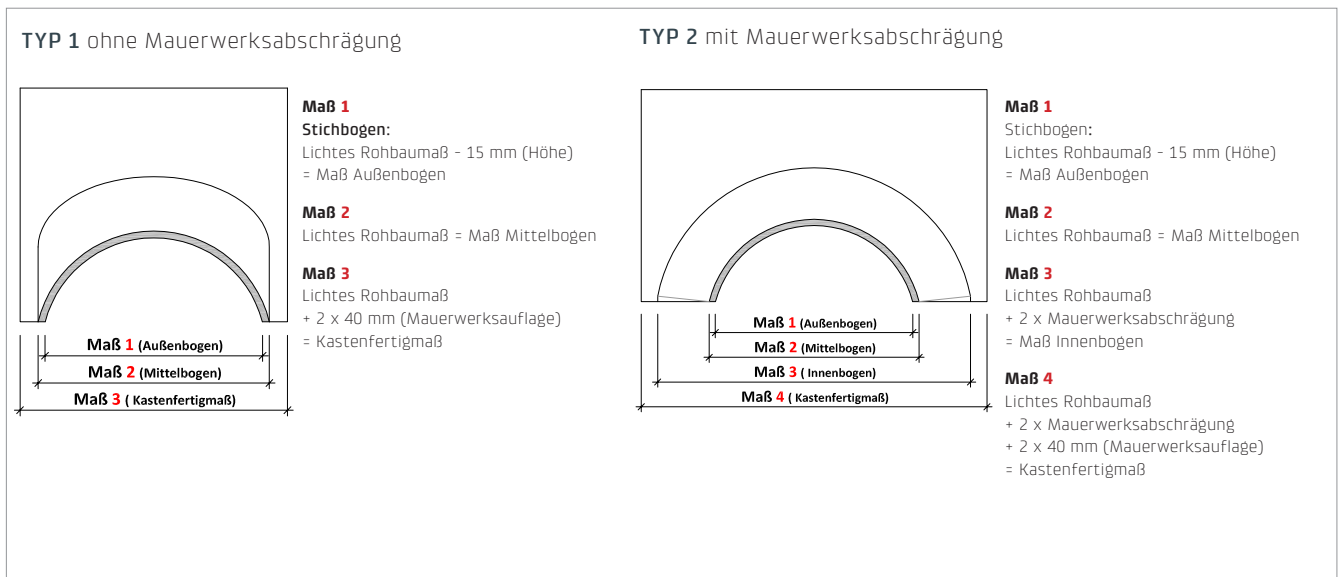 TYP 1 ohne Mauerwerksabschrägung
Maß 1
Stichbogen:
Lichtes Rohbaumaß - 15 mm (Höhe)
= Maß Außenbogen
Maß 2
Lichtes Rohbaumaß = Maß Mittelbogen
Maß 3
Lichtes Rohbaumaß
+ 2 x 40 mm (Mauerwerksauflage)
= Kastenfertigmaß
Maß 1 (Außenbogen)
Maß 2 (Mittelbogen)
Maß 3 ( Kastenfertigmaß)
TYP 2 mit Mauerwerksabschrägung
Maß 1
Stichbogen:
Lichtes Rohbaumaß - 15 mm (Höhe)
= Maß Außenbogen
Maß 2
Lichtes Rohbaumaß = Maß Mittelbogen
Maß 3
Lichtes Rohbaumaß
+ 2 x Mauerwerksabschrägung
= Maß Innenbogen
Maß 4
Lichtes Rohbaumaß
+ 2 x Mauerwerksabschrägung
+ 2 x 40 mm (Mauerwerksauflage)
= Kastenfertigmaß
Maß 1 (Außenbogen)
Maß 2 (Mittelbogen)
Maß 3 ( Innenbogen)
Maß 4 ( Kastenfertigmaß)